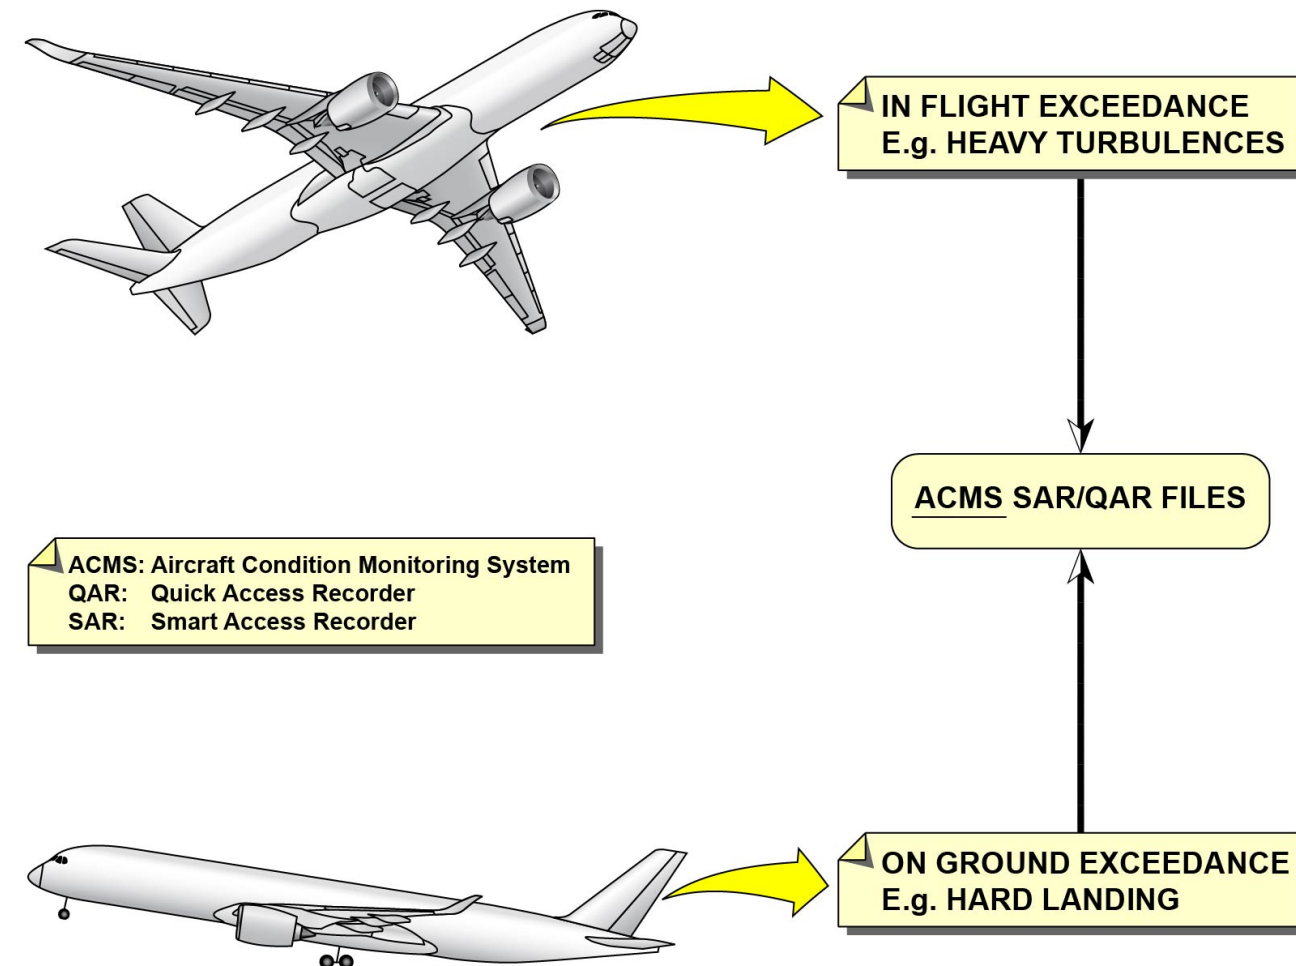 IN FLIGHT EXCEEDANCE
E.g. HEAVY TURBULENCES
ACMS SAR/QAR FILES
ACMS: Aircraft Condition Monitoring System
QAR: Quick Access Recorder
SAR: Smart Access Recorder
ON GROUND EXCEEDANCE
E.g. HARD LANDING